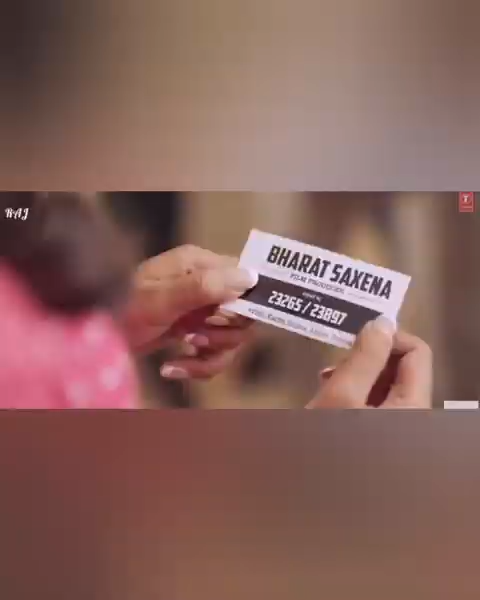 RAJ
T
BHARAT SAXENA
FILM PRODUCER
23265 / 23897